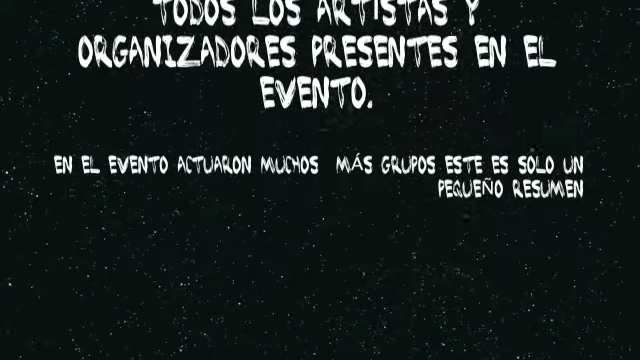 TODOS LOS ARTISTAS Y
ORGANIZADORES PRESENTES EN EL
EVENTO.
EN EL EVENTO ACTUARON MUCHOS MÁS GRUPOS ESTE ES SOLO UN
PEQUEÑO RESUMEN